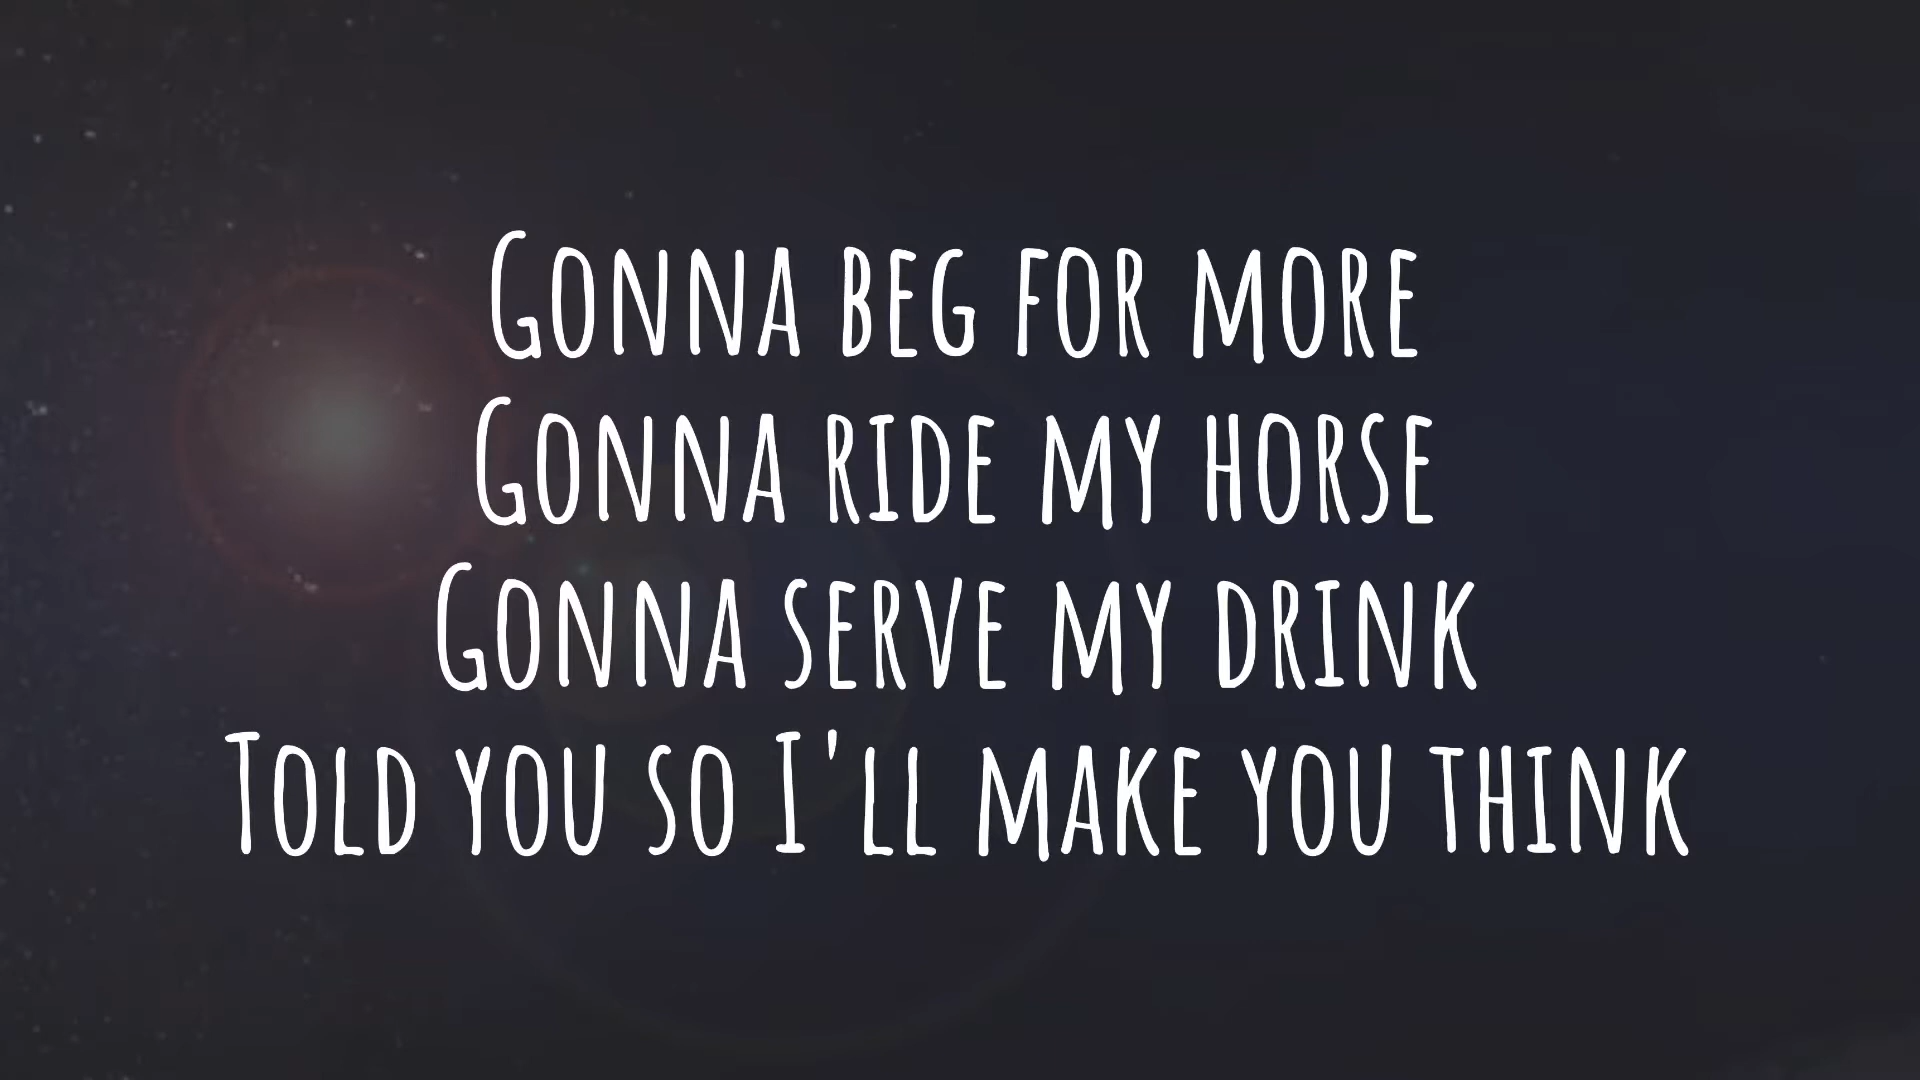 Gonna beg for more
Gonna ride my horse
Gonna serve my drink
Told you so I'll make you think